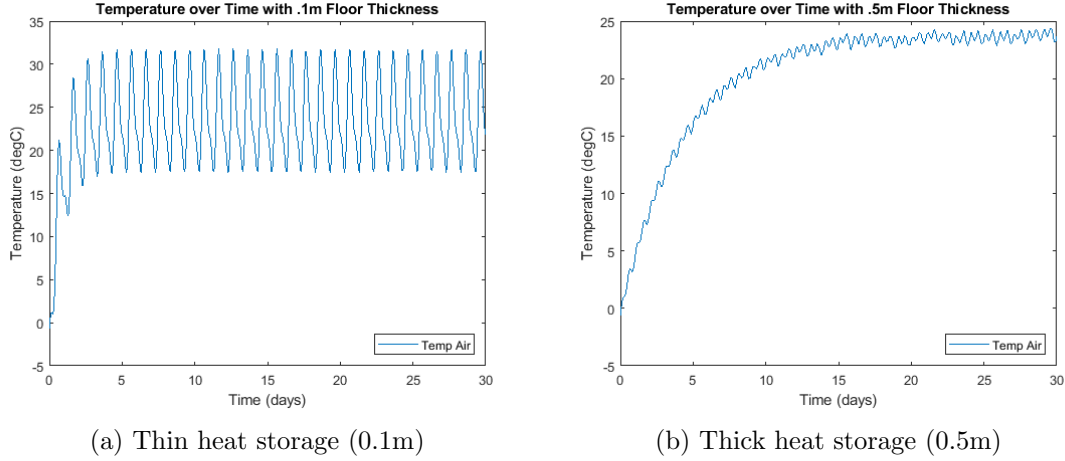 Temperature over Time with .1m Floor Thickness
35
30
25
20
15
10
5
0
-5
Temperature (degC)
0 5 10 15 20 25 30
Time (days)
Temp Air
(a) Thin heat storage (0.1m)
Temperature over Time with .5m Floor Thickness
25
20
15
10
5
0
-5
Temperature (degC)
0 5 10 15 20 25 30
Time (days)
Temp Air
(b) Thick heat storage (0.5m)